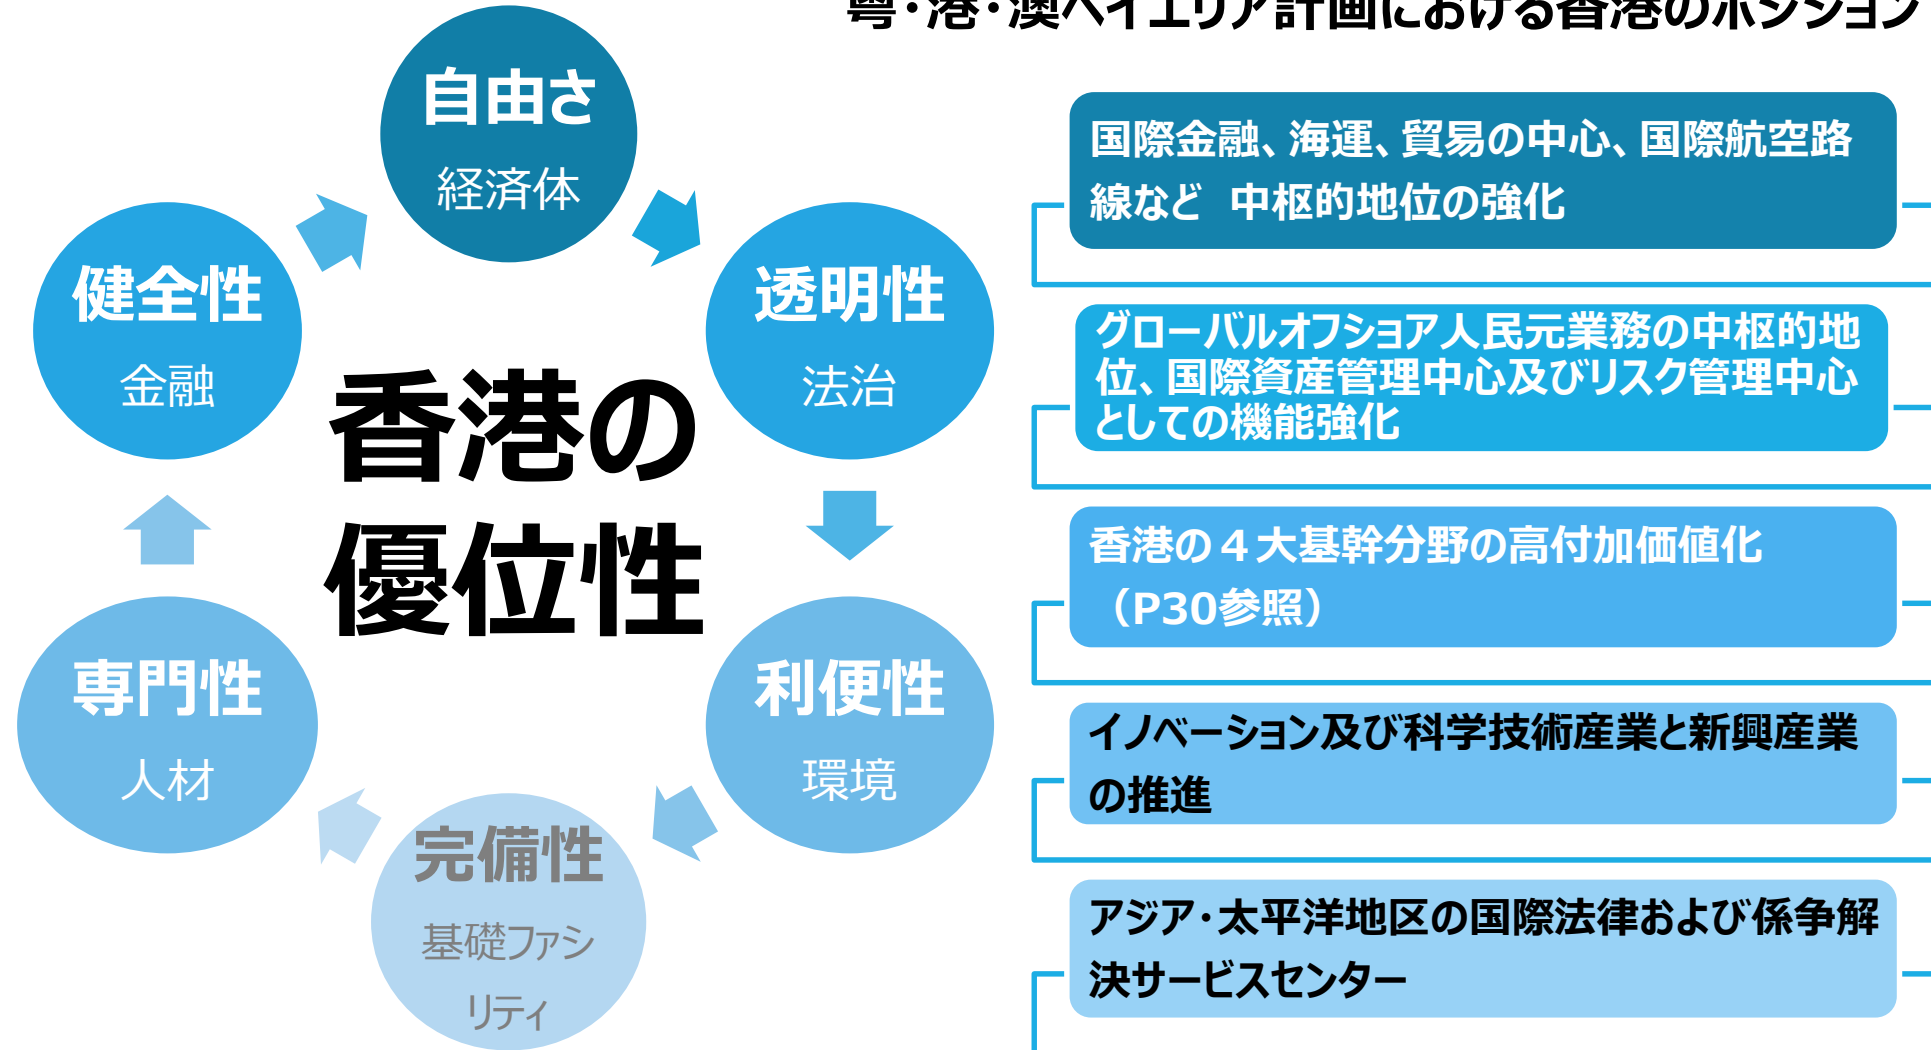 粤・港・澳ベイエリア計画における香港のポジション
自由さ
経済体
透明性
法治
利便性
環境
完備性
基礎ファシ
リティ
専門性
人材
健全性
金融
香港の
優位性
国際金融、海運、貿易の中心、国際航空路
線など 中枢的地位の強化
グローバルオフショア人民元業務の中枢的地
位、国際資産管理中心及びリスク管理中心
としての機能強化
香港の４大基幹分野の高付加価値化
（P30参照）
イノベーション及び科学技術産業と新興産業
の推進
アジア・太平洋地区の国際法律および係争解
決サービスセンター